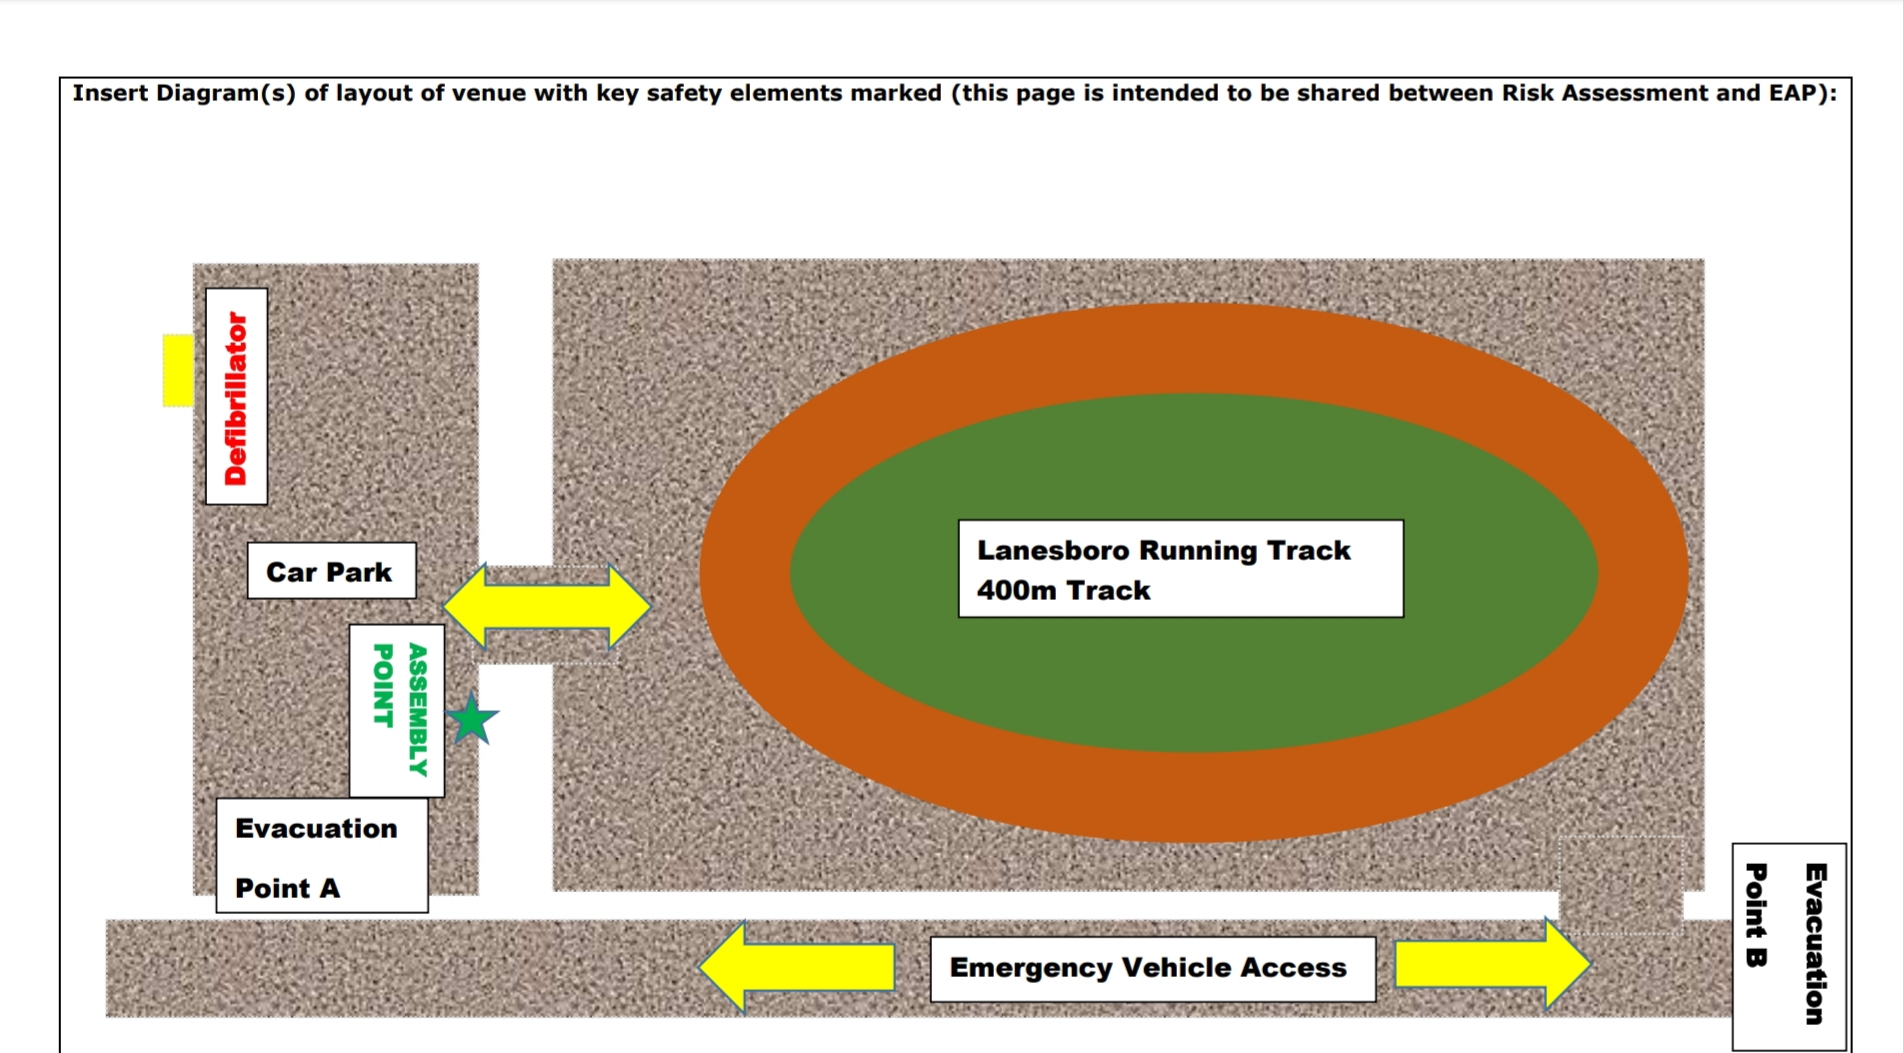 Insert Diagram(s) of layout of venue with key safety elements marked (this page is intended to be shared between Risk Assessment and EAP):
Defibrillator
Car Park
Lanesboro Running Track
400m Track
ASSEMBLY
POINT
Evacuation
Point A
Emergency Vehicle Access
Evacuation
Point B